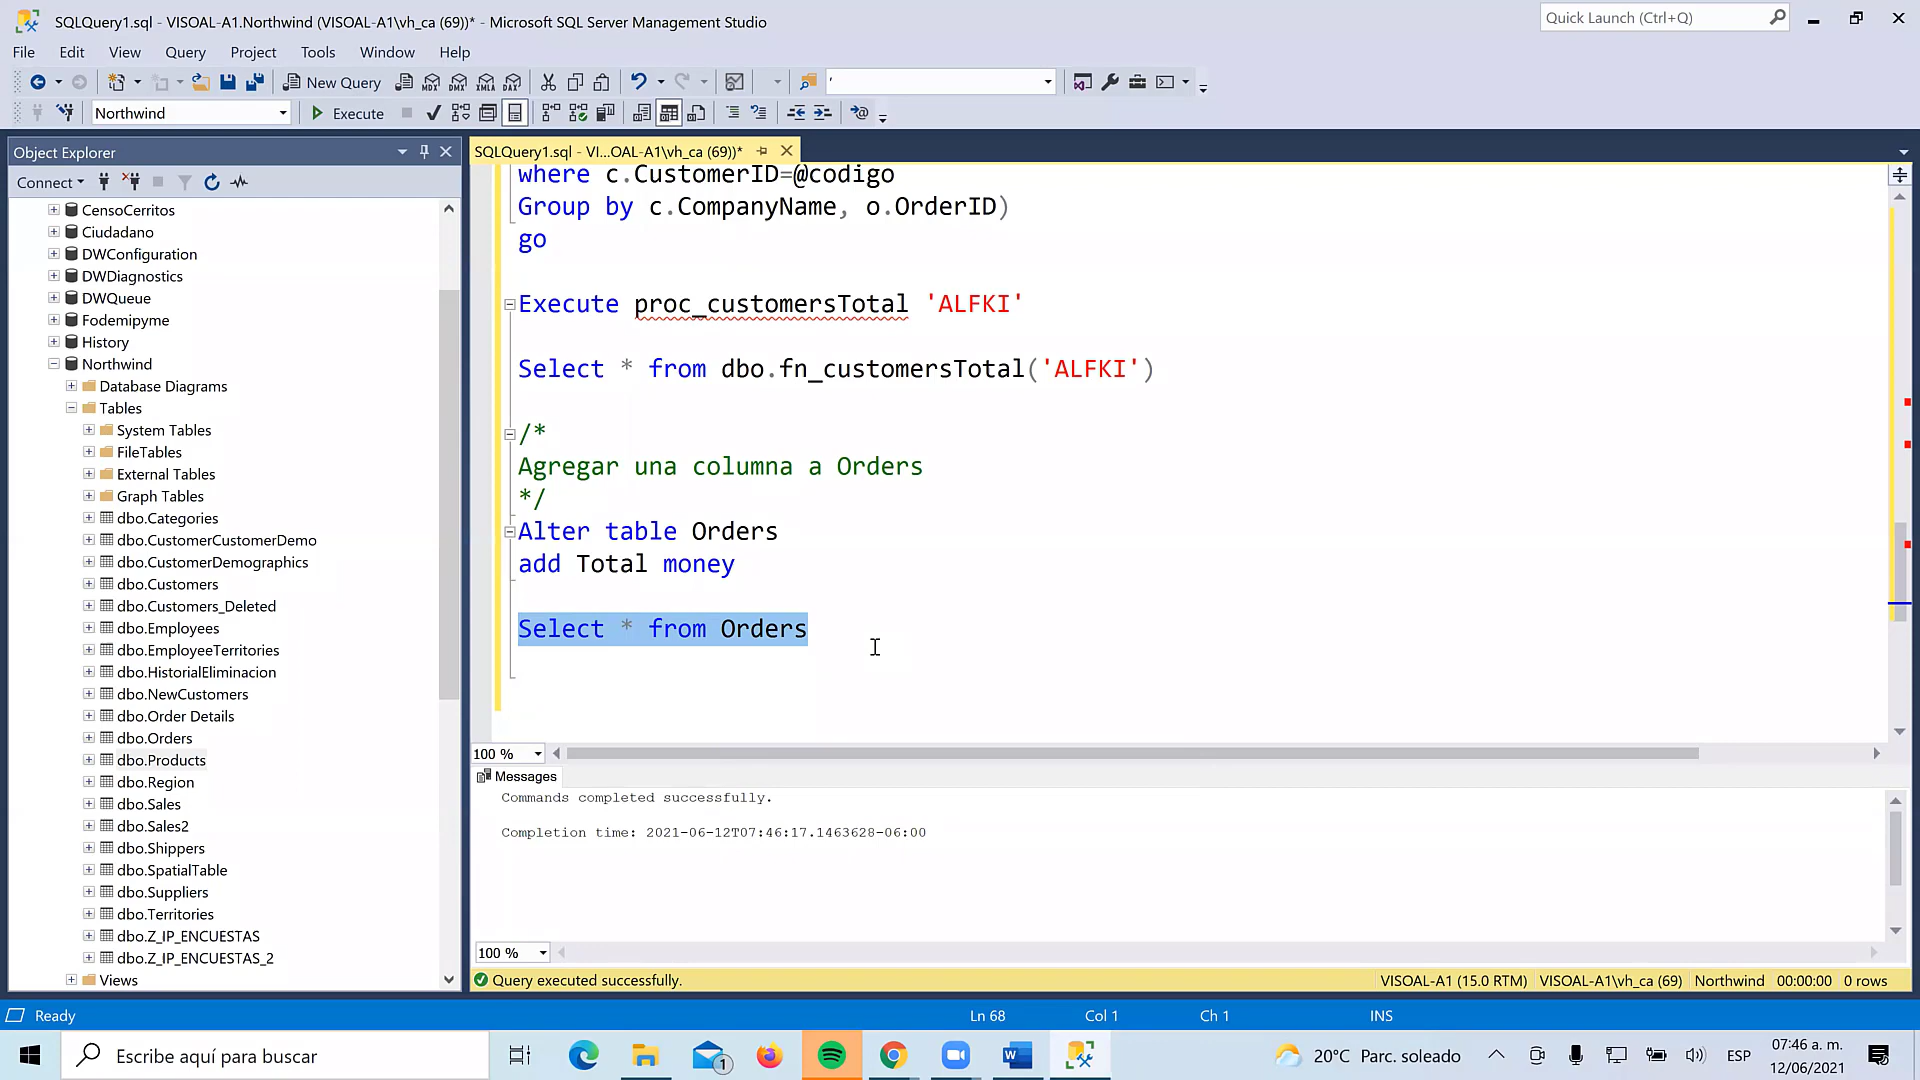 SQLQuery1.sql - VISOAL-A1.Northwind (VISOAL-A1\vh_ca (69))* - Microsoft SQL Server Management Studio
Quick Launch (Ctrl+Q)
File Edit View Query Project Tools Window Help
New Query
MDX DMX XMLA DAX
'
Northwind
Execute
Object Explorer
SQLQuery1.sql - VI...OAL-A1\vh_ca (69))*
Connect
CensoCerritos
Ciudadano
DWConfiguration
DWDiagnostics
DWQueue
Fodemipyme
History
Northwind
Database Diagrams
Tables
System Tables
FileTables
External Tables
Graph Tables
dbo.Categories
dbo.CustomerCustomerDemo
dbo.CustomerDemographics
dbo.Customers
dbo.Customers_Deleted
dbo.Employees
dbo.EmployeeTerritories
dbo.HistorialEliminacion
dbo.NewCustomers
dbo.Order Details
dbo.Orders
dbo.Products
dbo.Region
dbo.Sales
dbo.Sales2
dbo.Shippers
dbo.SpatialTable
dbo.Suppliers
dbo.Territories
dbo.Z_IP_ENCUESTAS
dbo.Z_IP_ENCUESTAS_2
Views
where c.CustomerID=@codigo
Group by c.CompanyName, o.OrderID)
go
Execute proc_customersTotal 'ALFKI'
Select * from dbo.fn_customersTotal('ALFKI')
/*
Agregar una columna a Orders
*/
Alter table Orders
add Total money
Select * from Orders
100 %
Messages
Commands completed successfully.
Completion time: 2021-06-12T07:46:17.1463628-06:00
100 %
Query executed successfully.
VISOAL-A1 (15.0 RTM) VISOAL-A1\vh_ca (69) Northwind 00:00:00 0 rows
Ready
Ln 68 Col 1 Ch 1 INS
Escribe aquí para buscar
1
20°C Parc. soleado
ESP
07:46 a. m.
12/06/2021